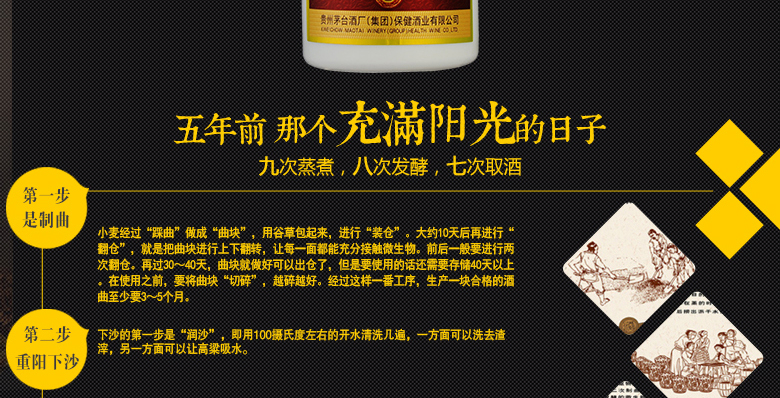 贵州茅台酒厂(集团)保健酒业有限公司
KWEICHOW MAOTAI WINERY(GROUP)HEALTH WINE CO.LTD.
五年前 那个充满阳光的日子
九次蒸煮，八次发酵，七次取酒
第一步
是制曲
小麦经过“踩曲”做成“曲块”，用谷草包起来，进行“装仓”。大约10天后再进行“
翻仓”，就是把曲块进行上下翻转，让每一面都能充分接触微生物。前后一般要进行两
次翻仓。再过30～40天，曲块就做好可以出仓了，但是要使用的话还需要存储40天以上
。在使用之前，要将曲块“切碎”，越碎越好。经过这样一番工序，生产一块合格的酒
曲至少要3～5个月。
第二步
重阳下沙
下沙的第一步是“润沙”，即用100摄氏度左右的开水清洗几遍，一方面可以洗去渣
滓，另一方面可以让高粱吸水。